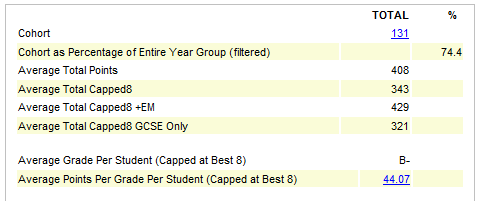 TOTAL %
Cohort 131
Cohort as Percentage of Entire Year Group (filtered) 74.4
Average Total Points 408
Average Total Capped8 343
Average Total Capped8 +EM 429
Average Total Capped8 GCSE Only 321
Average Grade Per Student (Capped at Best 8) B-
Average Points Per Grade Per Student (Capped at Best 8) 44.07